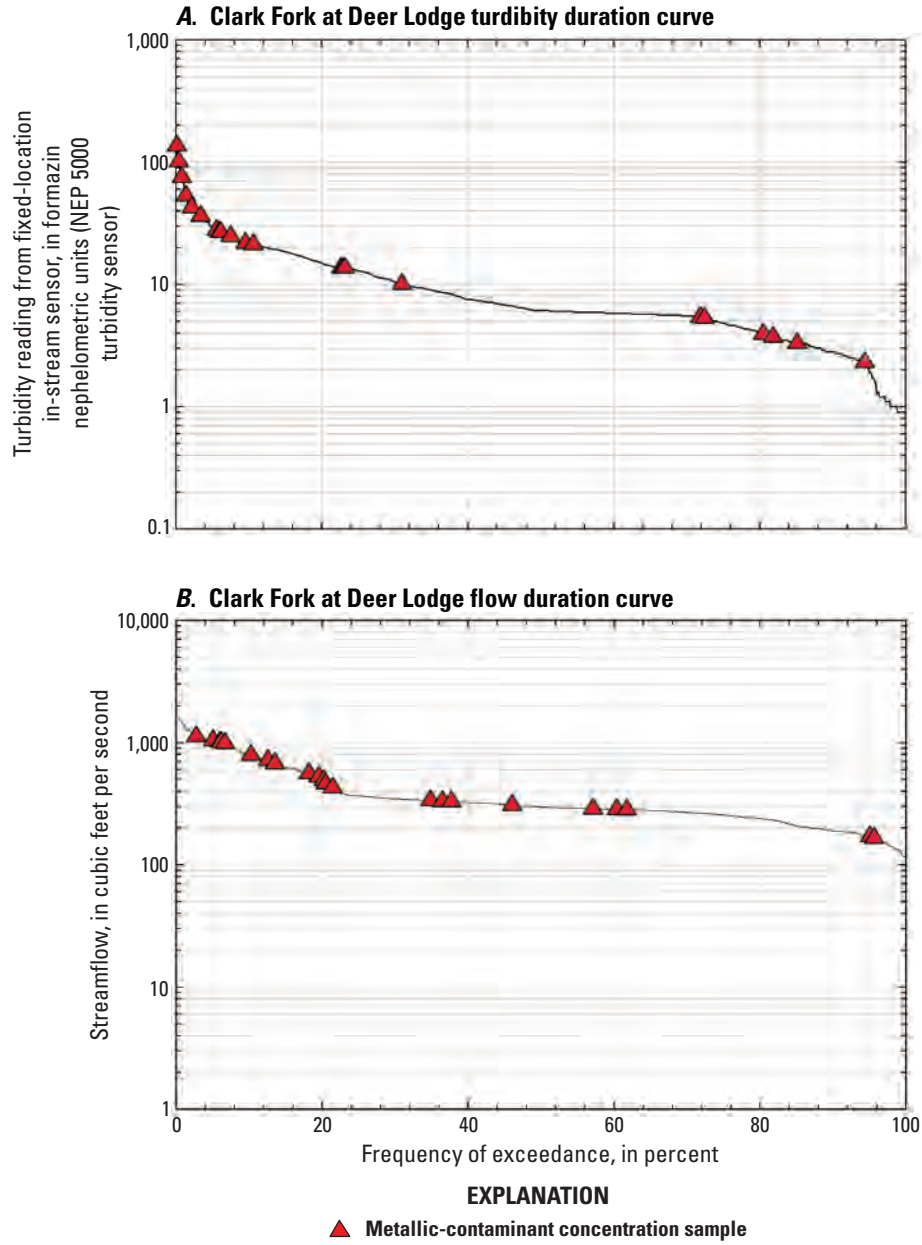 A. Clark Fork at Deer Lodge turdibity duration curve
1,000
100
10
1
0.1
Turbidity reading from fixed-location
in-stream sensor, in formazin
nephelometric units (NEP 5000
turbidity sensor)
B. Clark Fork at Deer Lodge flow duration curve
10,000
1,000
100
10
1
Streamflow, in cubic feet per second
0 20 40 60 80 100
Frequency of exceedance, in percent
EXPLANATION
Metallic-contaminant concentration sample